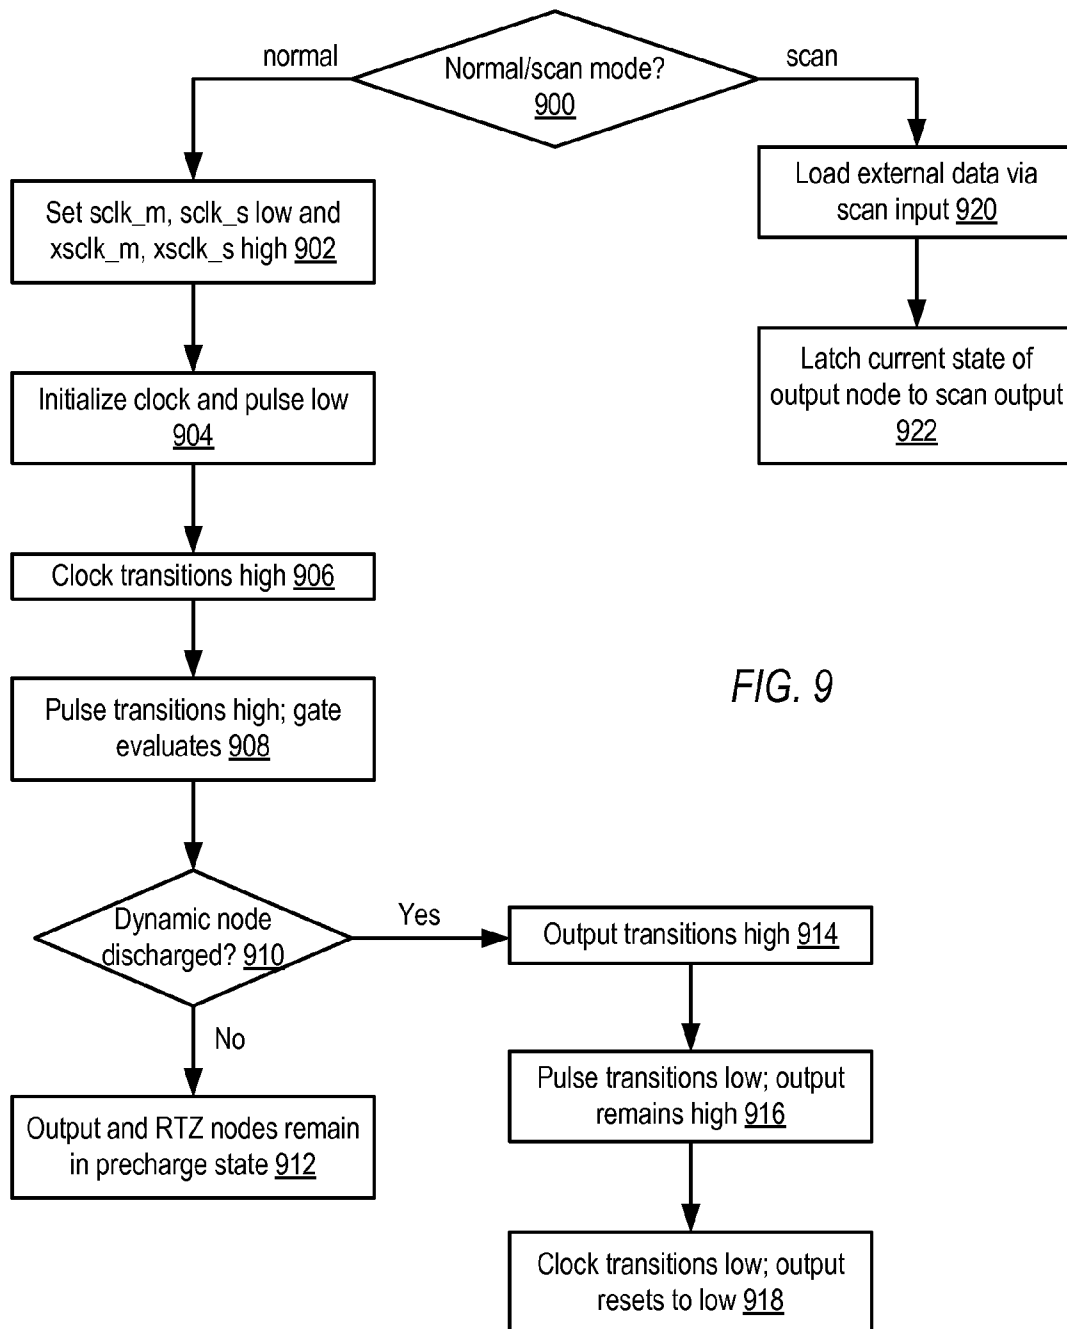 normal
Normal/scan mode?
900
scan
Set sclk_m, sclk_s low and
xsclk_m, xsclk_s high 902
Load external data via
scan input 920
Initialize clock and pulse low
904
Latch current state of
output node to scan output
922
Clock transitions high 906
Pulse transitions high; gate
evaluates 908
FIG. 9
Dynamic node
discharged? 910
Yes
No
Output transitions high 914
Output and RTZ nodes remain
in precharge state 912
Pulse transitions low; output
remains high 916
Clock transitions low; output
resets to low 918